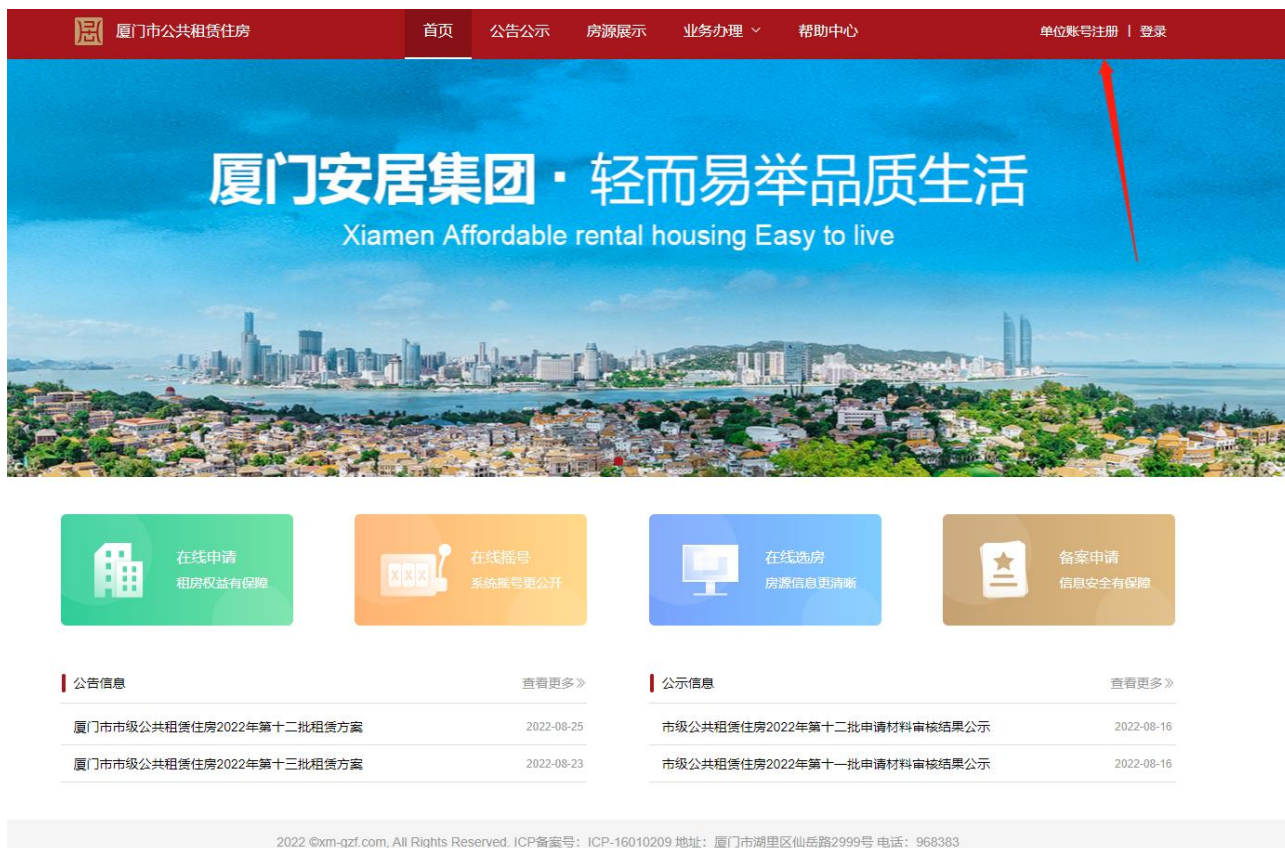 厦门市公共租赁住房 首页 公告公示 房源展示 业务办理 帮助中心 单位账号注册 | 登录
厦门安居集团·轻而易举品质生活
Xiamen Affordable rental housing Easy to live
在线申请
租房权益有保障
在线摇号
系统摇号更公开
在线选房
房源信息更清晰
备案申请
信息安全有保障
公告信息 查看更多》
厦门市市级公共租赁住房2022年第十二批租赁方案 2022-08-25
厦门市市级公共租赁住房2022年第十三批租赁方案 2022-08-23
公示信息 查看更多》
市级公共租赁住房2022年第十二批申请材料审核结果公示 2022-08-16
市级公共租赁住房2022年第十一批申请材料审核结果公示 2022-08-16
2022 ©xm-gzf.com, All Rights Reserved. ICP备案号：ICP-16010209 地址：厦门市湖里区仙岳路2999号 电话：968383